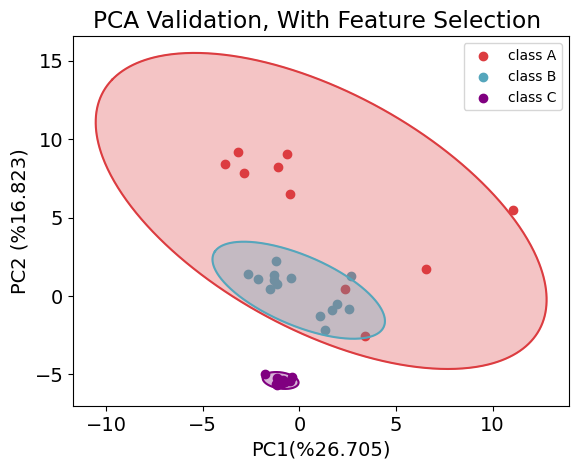 PCA Validation, With Feature Selection
class A
class B
class C
PC2 (%16.823)
15
10
5
0
−5
−10
−5
0
5
10
PC1(%26.705)